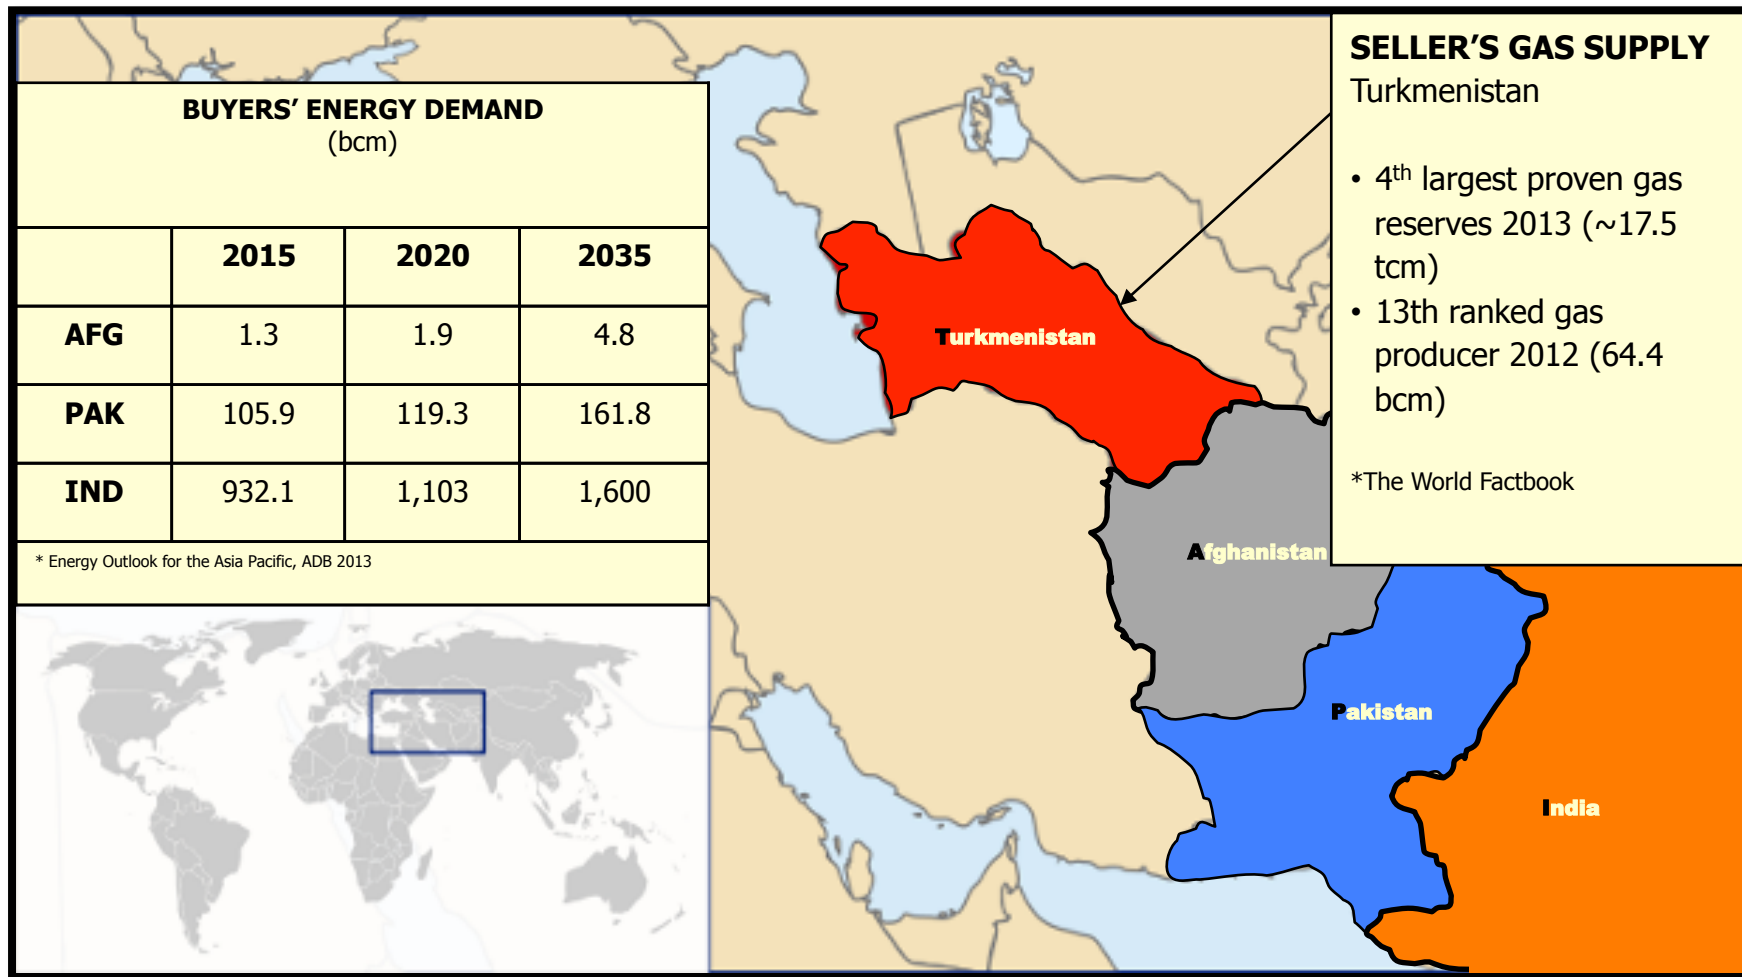 BUYERS’ ENERGY DEMAND
(bcm)
2015 2020 2035
AFG 1.3 1.9 4.8
PAK 105.9 119.3 161.8
IND 932.1 1,103 1,600
* Energy Outlook for the Asia Pacific, ADB 2013
SELLER’S GAS SUPPLY
Turkmenistan
• 4th largest proven gas
reserves 2013 (~17.5
tcm)
• 13th ranked gas
producer 2012 (64.4
bcm)
*The World Factbook
Turkmenistan
Afghanistan
Pakistan
India